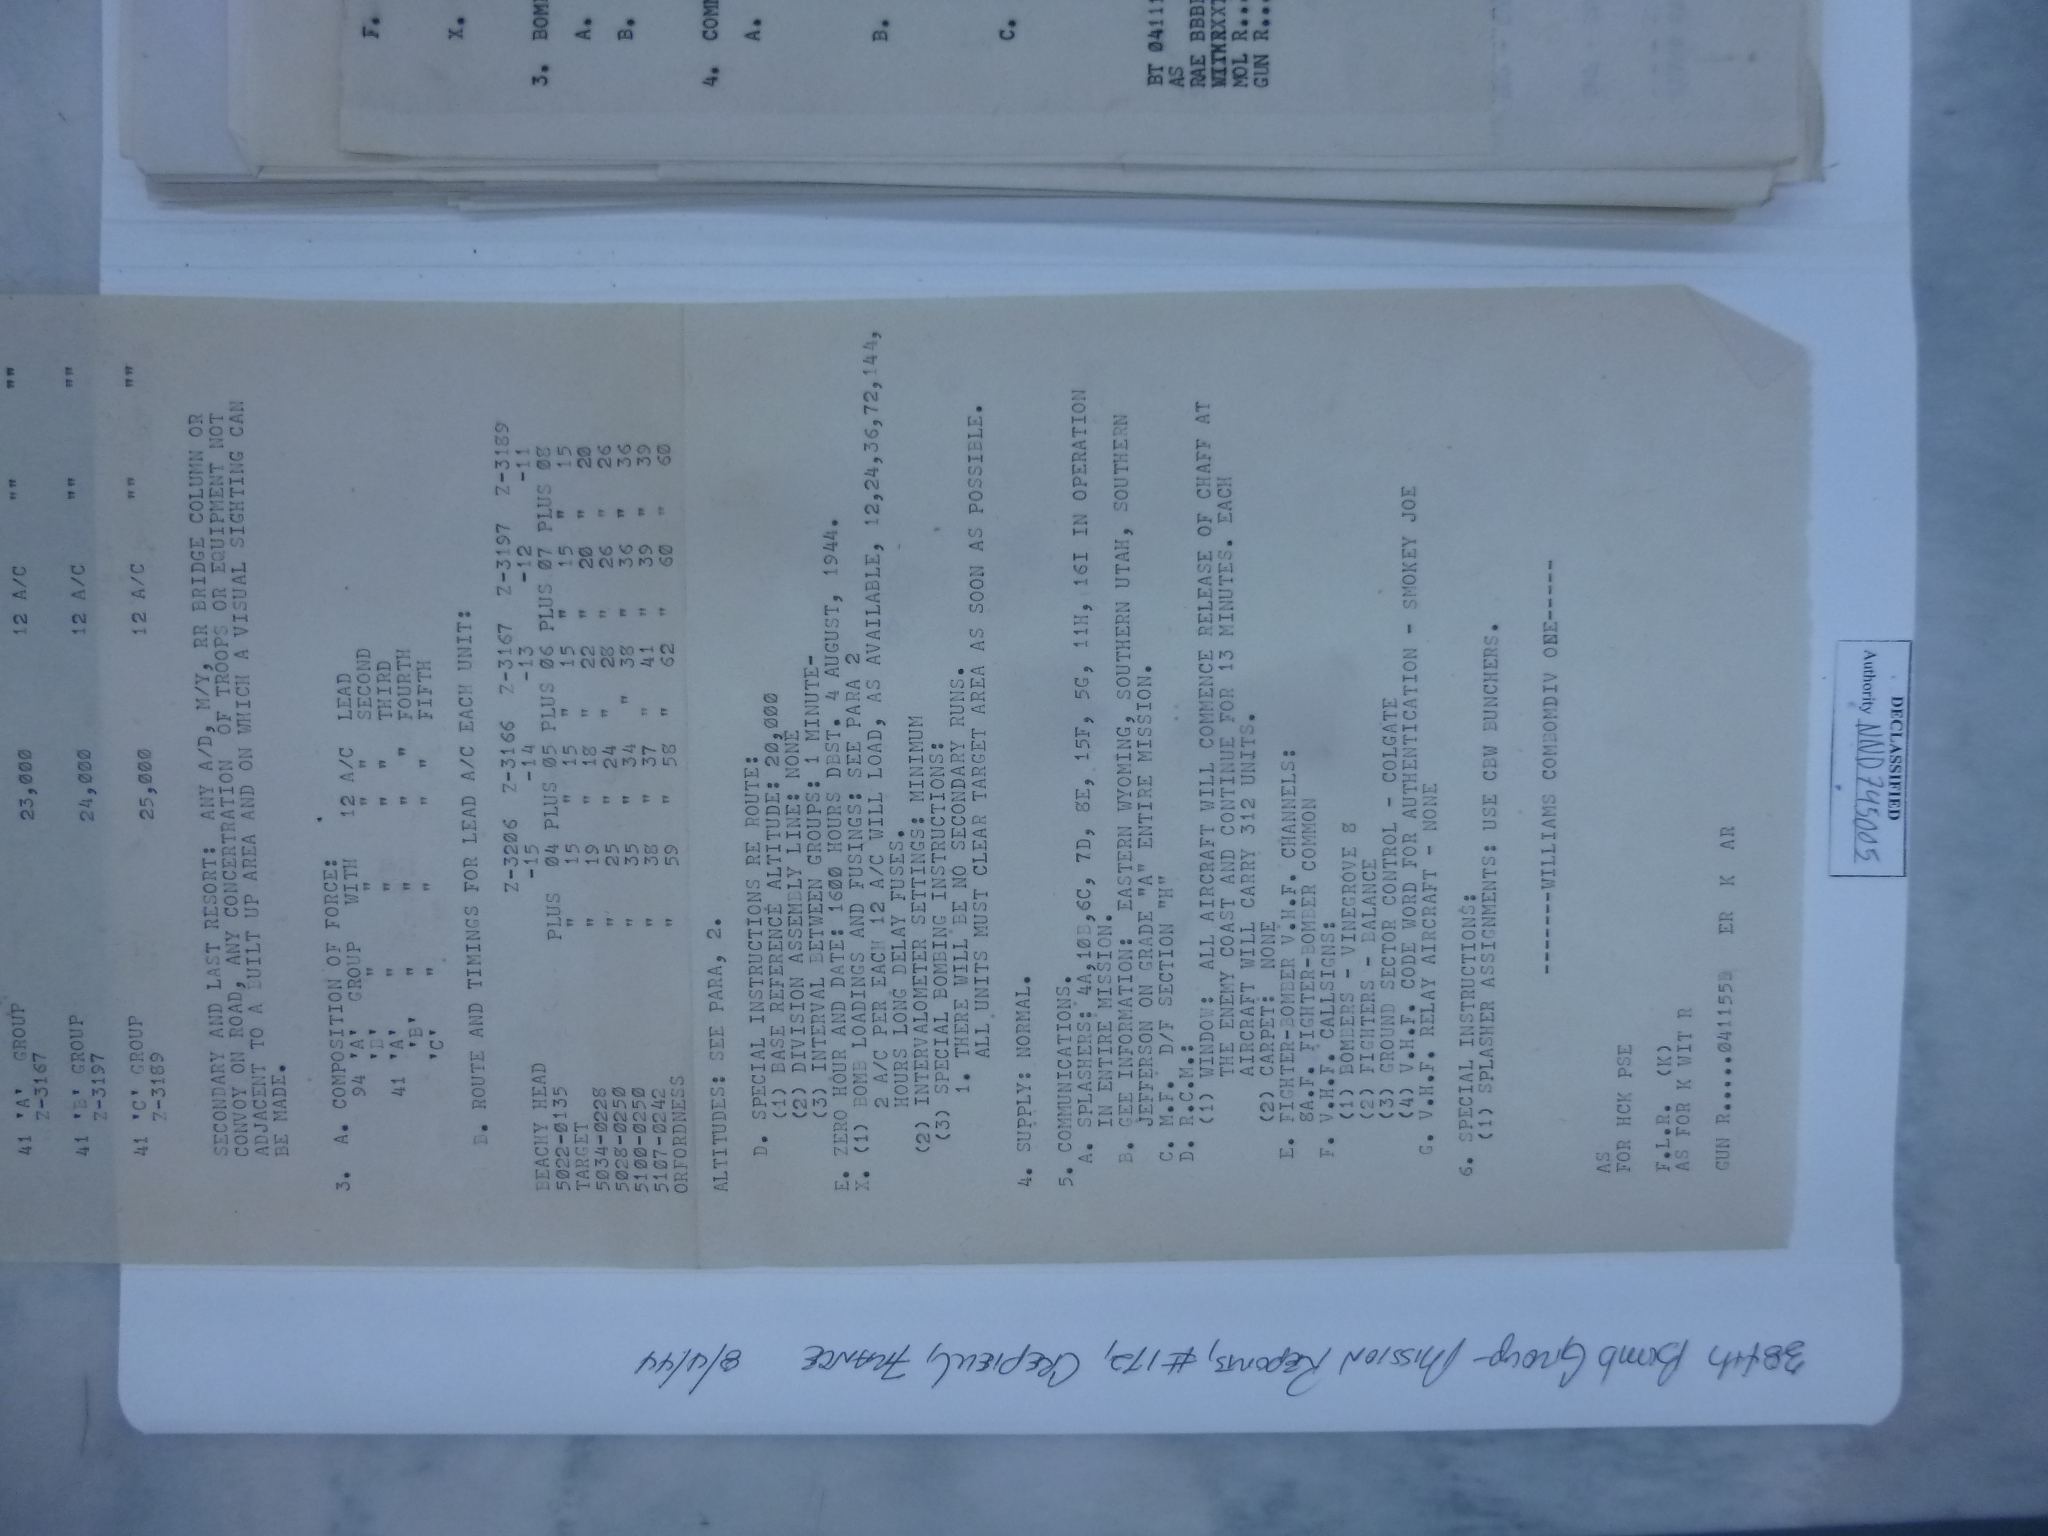 41 'A' GROUP 23,000 12 A/C "" ""
Z-3167
41 'B' GROUP 24,000 12 A/C "" ""
Z-3197
41 'C' GROUP 25,000 12 A/C "" ""
Z-3189
SECONDARY AND LAST RESORT: ANY A/D, M/Y, RR BRIDGE COLUMN OR
CONVOY ON ROAD, ANY CONCENTRATION OF TROOPS OR EQUIPMENT NOT
ADJACENT TO A BUILT UP AREA AND ON WHICH A VISUAL SIGHTING CAN
BE MADE.
3. A. COMPOSITION OF FORCE:
94 'A' GROUP WITH 12 A/C LEAD
'B' " " " " SECOND
41 'A' " " " " THIRD
'B' " " " " FOURTH
'C' " " " " FIFTH
B. ROUTE AND TIMINGS FOR LEAD A/C EACH UNIT:
Z-3206 Z-3166 Z-3167 Z-3197 Z-3189
-15 -14 -13 -12 -11
BEACHY HEAD PLUS 04 PLUS 05 PLUS 06 PLUS 07 PLUS 08
5022-0135 " 15 " 15 " 15 " 15 " 15
TARGET " 19 " 18 " 22 " 20 " 20
5034-0228 " 25 " 24 " 28 " 26 " 26
5028-0250 " 35 " 34 " 38 " 36 " 36
5100-0250 " 38 " 37 " 41 " 39 " 39
5107-0242 " 59 " 58 " 62 " 60 " 60
ORFORDNESS
ALTITUDES: SEE PARA, 2.
D. SPECIAL INSTRUCTIONS RE ROUTE:
(1) BASE REFERENCE ALTITUDE: 20,000
(2) DIVISION ASSEMBLY LINE: NONE
(3) INTERVAL BETWEEN GROUPS: 1 MINUTE-
E. ZERO HOUR AND DATE: 1600 HOURS DBST. 4 AUGUST, 1944.
X. (1) BOMB LOADINGS AND FUSINGS: SEE PARA 2
2 A/C PER EACH 12 A/C WILL LOAD, AS AVAILABLE, 12,24,36,72,144,
HOURS LONG DELAY FUSES.
(2) INTERVALOMETER SETTINGS: MINIMUM
(3) SPECIAL BOMBING INSTRUCTIONS:
1. THERE WILL BE NO SECONDARY RUNS.
ALL UNITS MUST CLEAR TARGET AREA AS SOON AS POSSIBLE.
4. SUPPLY: NORMAL.
5. COMMUNICATIONS.
A. SPLASHERS: 4A,10B,6C, 7D, 8E, 15F, 5G, 11H, 16I IN OPERATION
IN ENTIRE MISSION.
B. GEE INFORMATION: EASTERN WYOMING, SOUTHERN UTAH, SOUTHERN
JEFFERSON ON GRADE "A" ENTIRE MISSION.
C. M.F. D/F SECTION "H"
D. R.C.M.:
(1) WINDOW: ALL AIRCRAFT WILL COMMENCE RELEASE OF CHAFF AT
THE ENEMY COAST AND CONTINUE FOR 13 MINUTES. EACH
AIRCRAFT WILL CARRY 312 UNITS.
(2) CARPET: NONE
E. FIGHTER-BOMBER V.H.F. CHANNELS:
8A.F. FIGHTER-BOMBER COMMON
F. V.H.F. CALLSIGNS:
(1) BOMBERS - VINEGROVE 8
(2) FIGHTERS - BALANCE
(3) GROUND SECTOR CONTROL - COLGATE
(4) V.H.F. CODE WORD FOR AUTHENTICATION - SMOKEY JOE
G. V.H.F. RELAY AIRCRAFT - NONE
6. SPECIAL INSTRUCTIONS:
(1) SPLASHER ASSIGNMENTS: USE CBW BUNCHERS.
-------WILLIAMS COMBOMDIV ONE-----
AS
FOR HCK PSE
F.L.R. (K)
AS FOR K WIT R
GUN R.....041155B ER K AR
F.
X.
3. BOM
A.
B.
4. COMM
A.
B.
C.
BT 04111
AS
RAE BBB
WITMRXXT
MOL R...
GUN R...
DECLASSIFIED
Authority NND 745005
384th Bomb Group - Mission Reports, #172, Crepieul, France 8/4/44